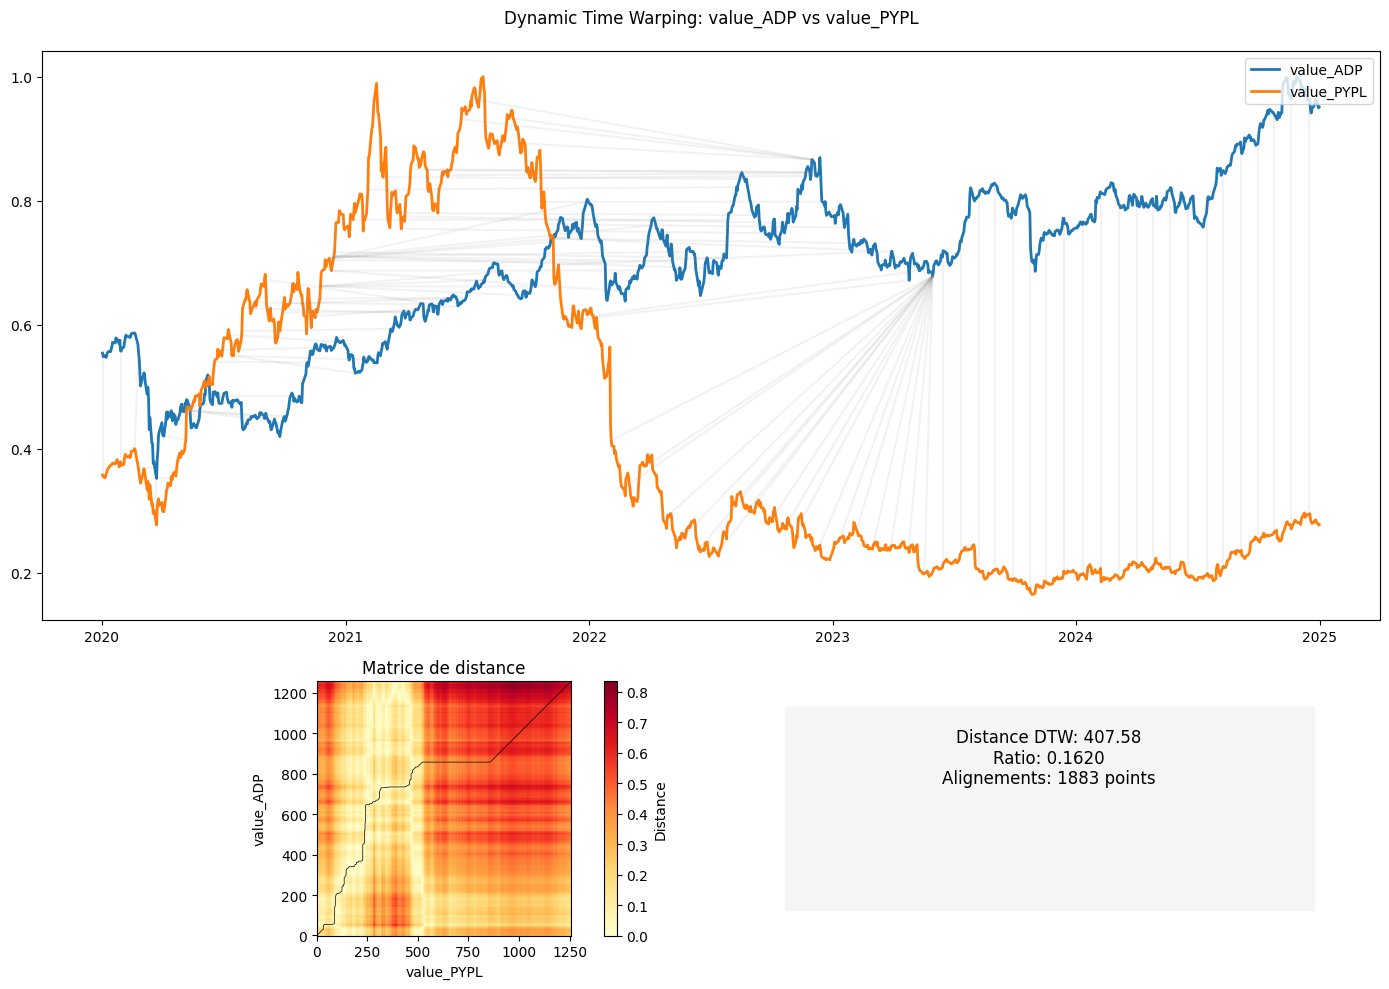 Dynamic Time Warping: value_ADP vs value_PYPL
value_ADP
value_PYPL
1.0
0.8
0.6
0.4
0.2
2020 2021 2022 2023 2024 2025
Matrice de distance
value_ADP
1200
1000
800
600
400
200
0
0 250 500 750 1000 1250
value_PYPL
0.8
0.7
0.6
0.5
0.4
0.3
0.2
0.1
0.0
Distance
Distance DTW: 407.58
Ratio: 0.1620
Alignements: 1883 points